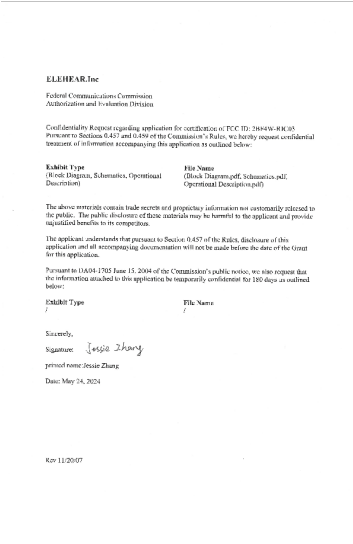 ELEHEAR.Inc
Federal Communications Commission
Authorization and Evaluation Division
Confidentiality Request regarding application for certification of FCC ID: 2BF4W-RIC03
Pursuant to Sections 0.457 and 0.459 of the Commission's Rules, we hereby request confidential
treatment of information accompanying this application as outlined below:
Exhibit Type File Name
(Block Diagram, Schematics, Operational (Block Diagram.pdf, Schematics.pdf,
Description) Operational Description.pdf)
The above materials contain trade secrets and proprietary information not customarily released to
the public. The public disclosure of these materials may be harmful to the applicant and provide
unjustified benefits to its competitors.
The applicant understands that pursuant to Section 0.457 of the Rules, disclosure of this
application and all accompanying documentation will not be made before the date of the Grant
for this application.
Pursuant to DA04-1705 June 15, 2004 of the Commission's public notice, we also request that
the information attached to this application be temporarily confidential for 180 days as outlined
below:
Exhibit Type File Name
/ /
Sincerely,
Signature: Jessie Zhang
printed name:Jessie Zhang
Date: May 24, 2024
Rev 11/20/07